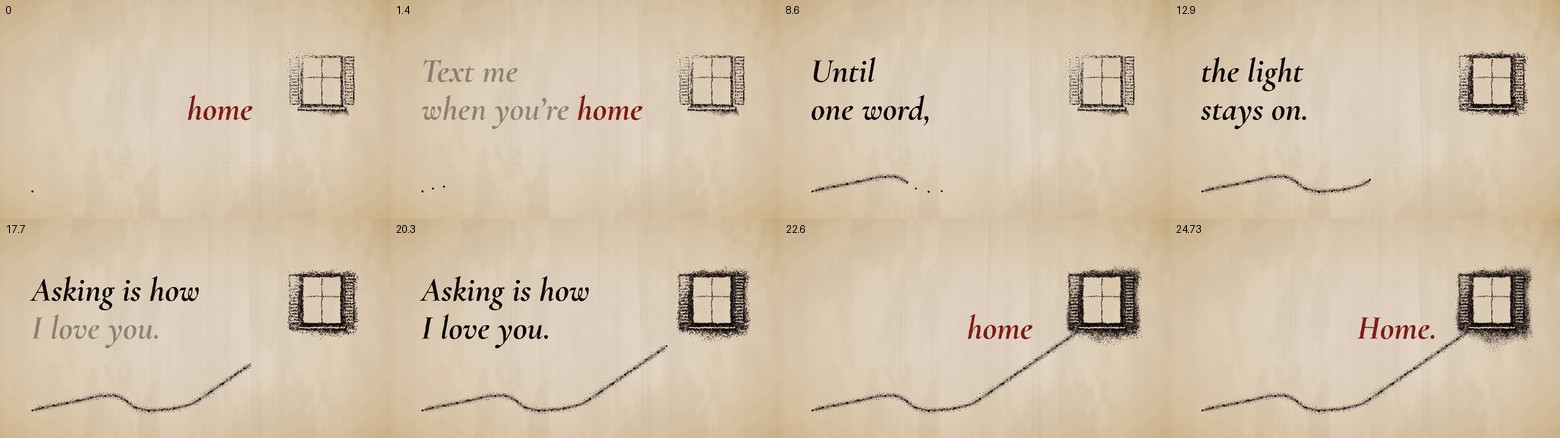 0
home
1.4
Text me
when you’re home
8.6
Until
one word,
12.9
the light
stays on.
17.7
Asking is how
I love you.
20.3
Asking is how
I love you.
22.6
home
24.73
Home.